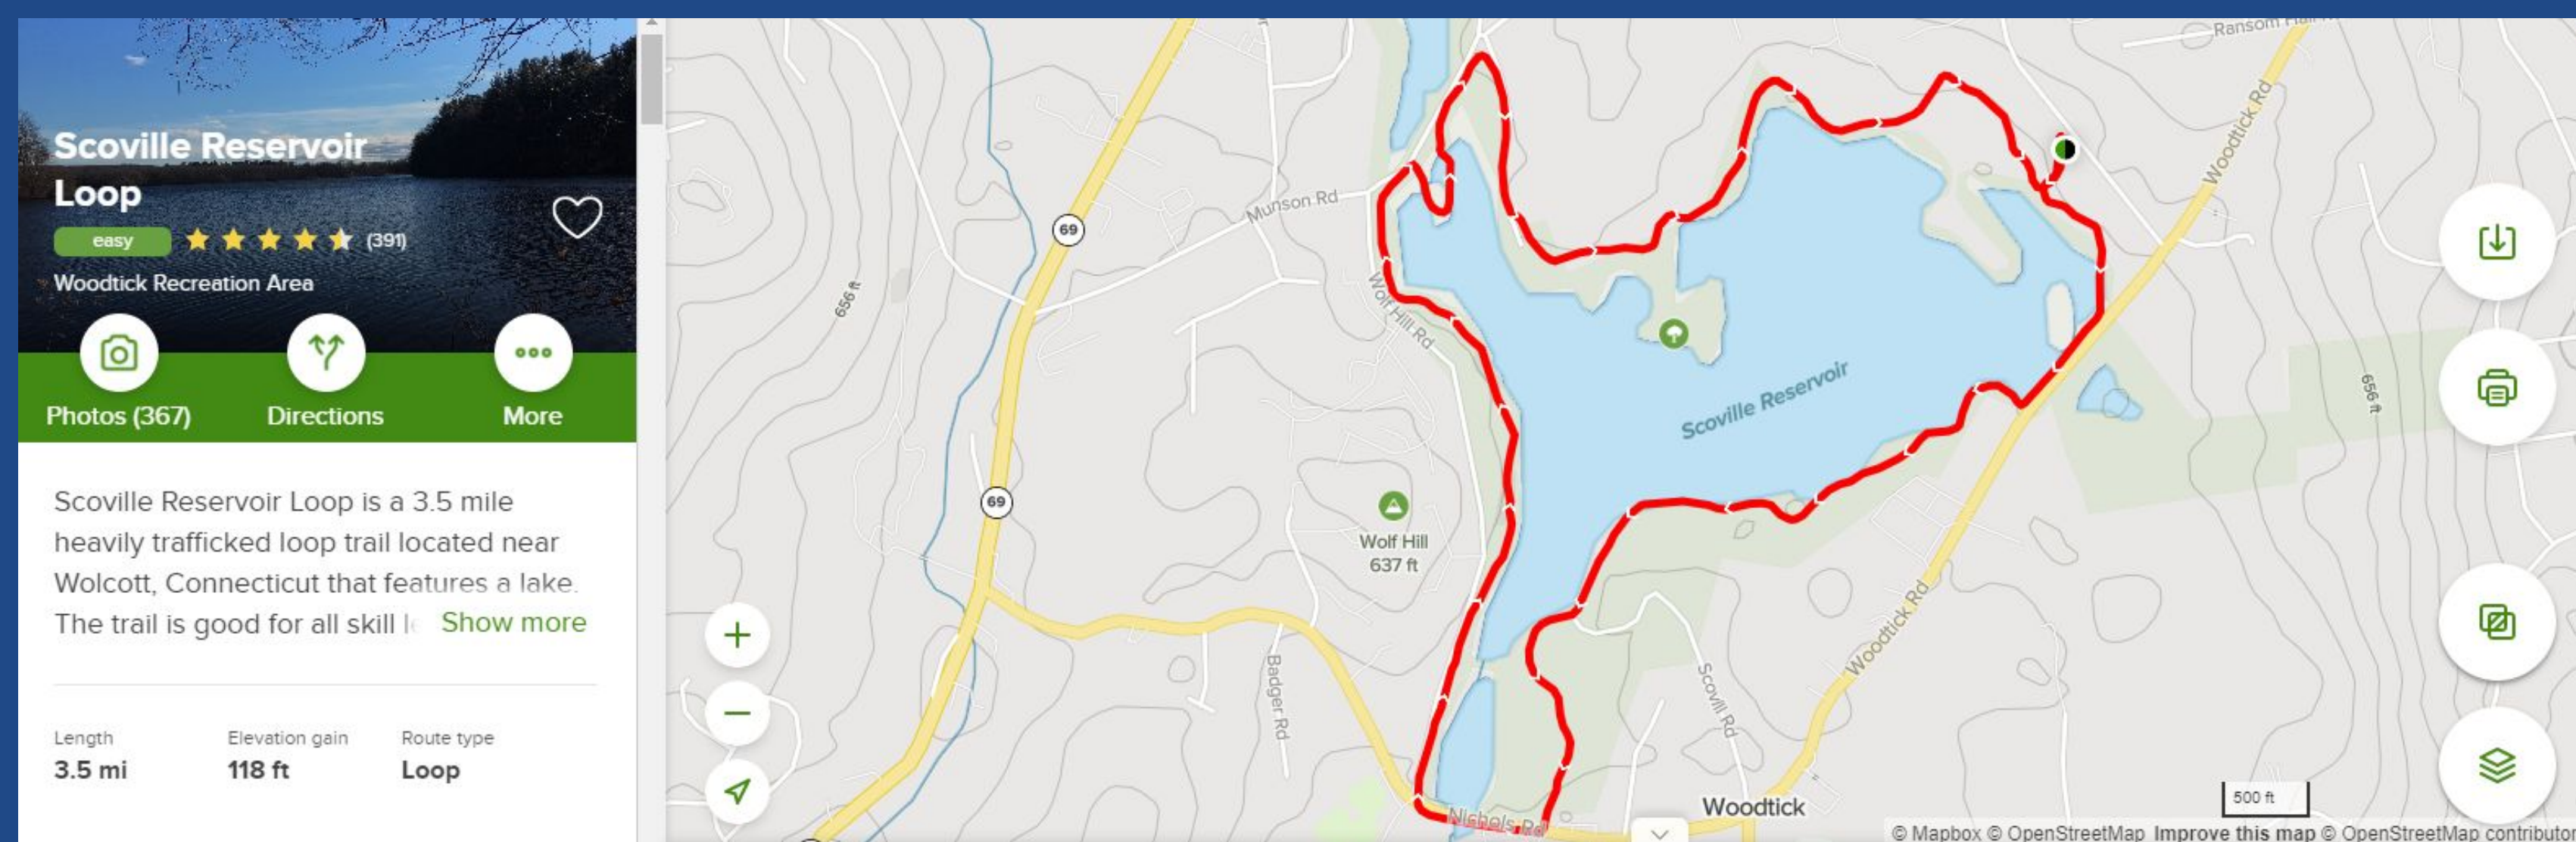 Scoville Reservoir
Loop
easy
(391)
Woodtick Recreation Area
Photos (367)
Directions
More
Scoville Reservoir Loop is a 3.5 mile
heavily trafficked loop trail located near
Wolcott, Connecticut that features a lake.
The trail is good for all skill
Show more
Length
Elevation gain
Route type
3.5 mi
118 ft
Loop
Woodtick Rd
Munson Rd
69
656 ft
Wolf Hill Rd
Scoville Reservoir
656 ft
69
Wolf Hill
637 ft
Woodtick Rd
Badger Rd
Scovill Rd
Woodtick
Nichols Rd
500 ft
© Mapbox © OpenStreetMap Improve this map © OpenStreetMap contributor